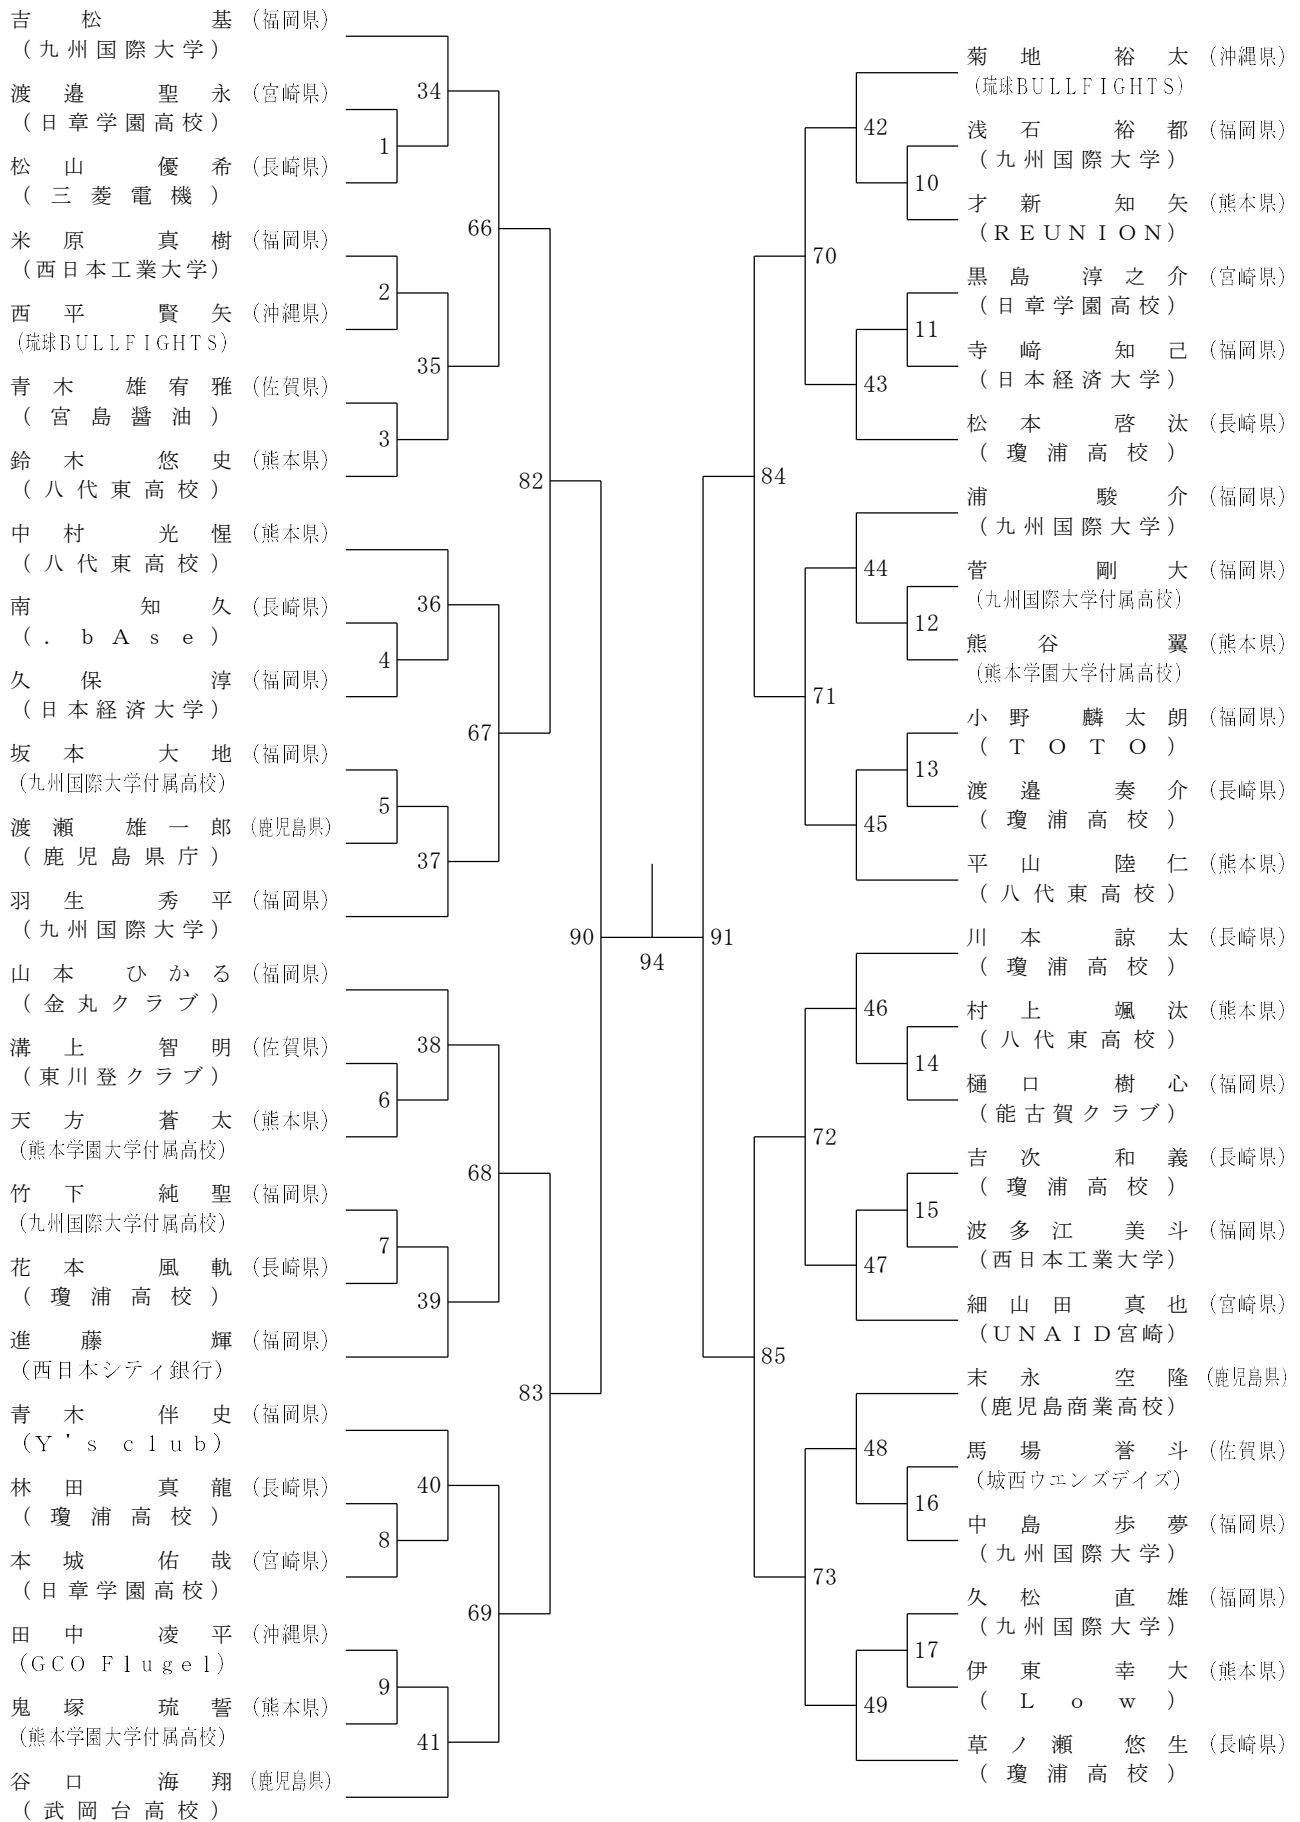 吉松 基 (福岡県)
(九州国際大学)
渡邉 聖永 (宮崎県)
(日章学園高校)
松山 優希 (長崎県)
(三菱電機)
米原 真樹 (福岡県)
(西日本工業大学)
西平 賢矢 (沖縄県)
(琉球BULLFIGHTS)
青木 雄宥雅 (佐賀県)
(宮島醤油)
鈴木 悠史 (熊本県)
(八代東高校)
中村 光惺 (熊本県)
(八代東高校)
南 知久 (長崎県)
(.bAse)
久保 淳 (福岡県)
(日本経済大学)
坂本 大地 (福岡県)
(九州国際大学付属高校)
渡瀬 雄一郎 (鹿児島県)
(鹿児島県庁)
羽生 秀平 (福岡県)
(九州国際大学)
山本 ひかる (福岡県)
(金丸クラブ)
溝上 智明 (佐賀県)
(東川登クラブ)
天方 蒼太 (熊本県)
(熊本学園大学付属高校)
竹下 純聖 (福岡県)
(九州国際大学付属高校)
花本 風軌 (長崎県)
(瓊浦高校)
進藤 輝 (福岡県)
(西日本シティ銀行)
青木 伴史 (福岡県)
(Y's club)
林田 真龍 (長崎県)
(瓊浦高校)
本城 佑哉 (宮崎県)
(日章学園高校)
田中 凌平 (沖縄県)
(GCO Flugel)
鬼塚 琉誓 (熊本県)
(熊本学園大学付属高校)
谷口 海翔 (鹿児島県)
(武岡台高校)
34
1
66
2
35
3
82
36
4
67
5
37
90
38
6
68
7
39
83
40
8
69
9
41
94
91
42
10
70
11
43
84
44
12
71
13
45
46
14
72
15
47
85
48
16
73
17
49
菊地 裕太 (沖縄県)
(琉球BULLFIGHTS)
浅石 裕都 (福岡県)
(九州国際大学)
才新 知矢 (熊本県)
(REUNION)
黒島 淳之介 (宮崎県)
(日章学園高校)
寺﨑 知己 (福岡県)
(日本経済大学)
松本 啓汰 (長崎県)
(瓊浦高校)
浦 駿介 (福岡県)
(九州国際大学)
菅 剛大 (福岡県)
(九州国際大学付属高校)
熊谷 翼 (熊本県)
(熊本学園大学付属高校)
小野 麟太朗 (福岡県)
(TOTO)
渡邉 奏介 (長崎県)
(瓊浦高校)
平山 陸仁 (熊本県)
(八代東高校)
川本 諒太 (長崎県)
(瓊浦高校)
村上 颯汰 (熊本県)
(八代東高校)
樋口 樹心 (福岡県)
(能古賀クラブ)
吉次 和義 (長崎県)
(瓊浦高校)
波多江 美斗 (福岡県)
(西日本工業大学)
細山田 真也 (宮崎県)
(UNAID宮崎)
末永 空隆 (鹿児島県)
(鹿児島商業高校)
馬場 誉斗 (佐賀県)
(城西ウエンズデイズ)
中島 歩夢 (福岡県)
(九州国際大学)
久松 直雄 (福岡県)
(九州国際大学)
伊東 幸大 (熊本県)
(Low)
草ノ瀬 悠生 (長崎県)
(瓊浦高校)